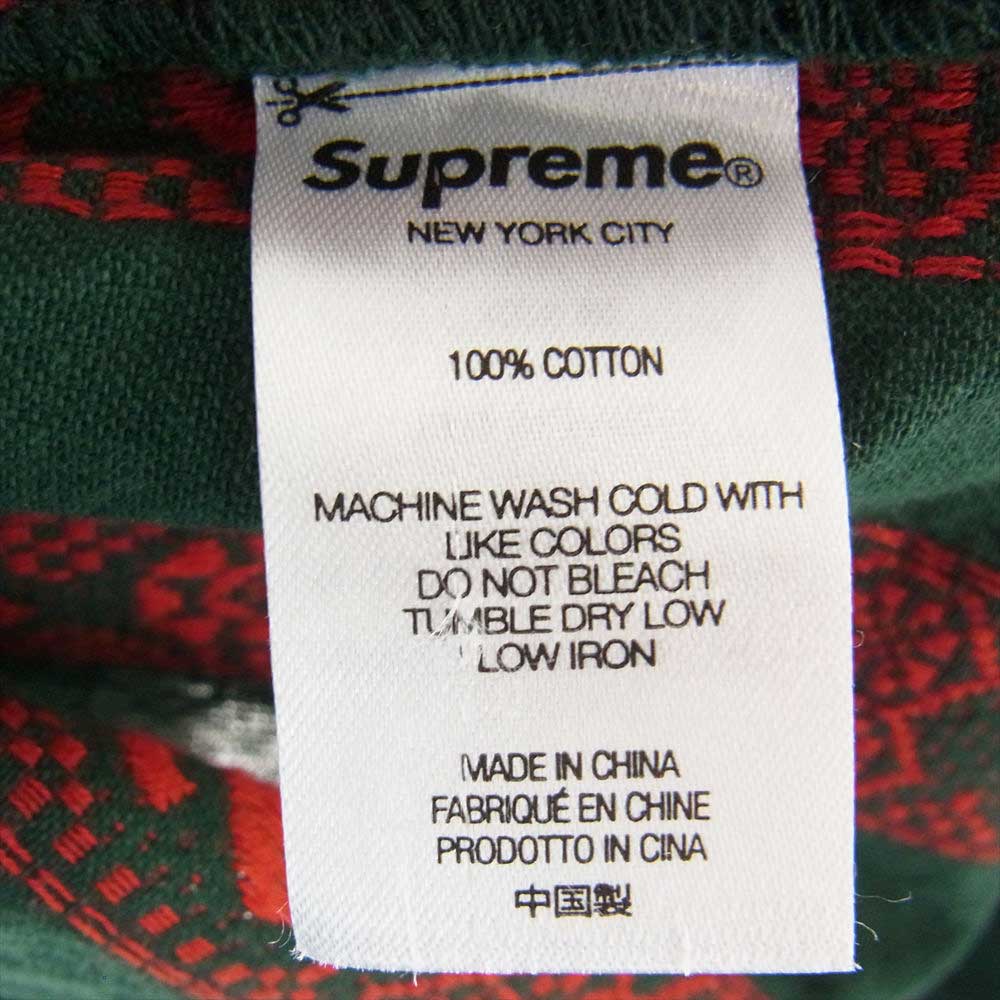 Supreme®
NEW YORK CITY
100% COTTON
MACHINE WASH COLD WITH
LIKE COLORS
DO NOT BLEACH
TUMBLE DRY LOW
LOW IRON
MADE IN CHINA
FABRIQUÉ EN CHINE
PRODOTTO IN CINA
中国製